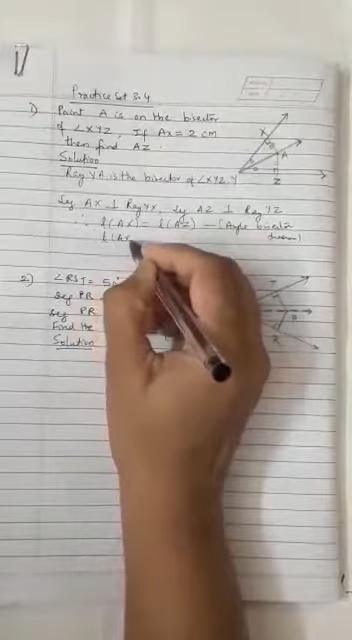 Practice Set 3.4
1) Point A is on the bisector
of ∠XYZ, If AX = 2 cm
then find AZ.
Solution
Ray YA is the bisector of ∠XYZ
Seg AX ⊥ Ray YX, seg AZ ⊥ Ray YZ
∴ l(AX) = l(AZ) - (Angle bisector
theorem)
l(AX
2) ∠RST =
seg PR
seg PR
Find the
Solution
X
A
Z
Y
T
P
R